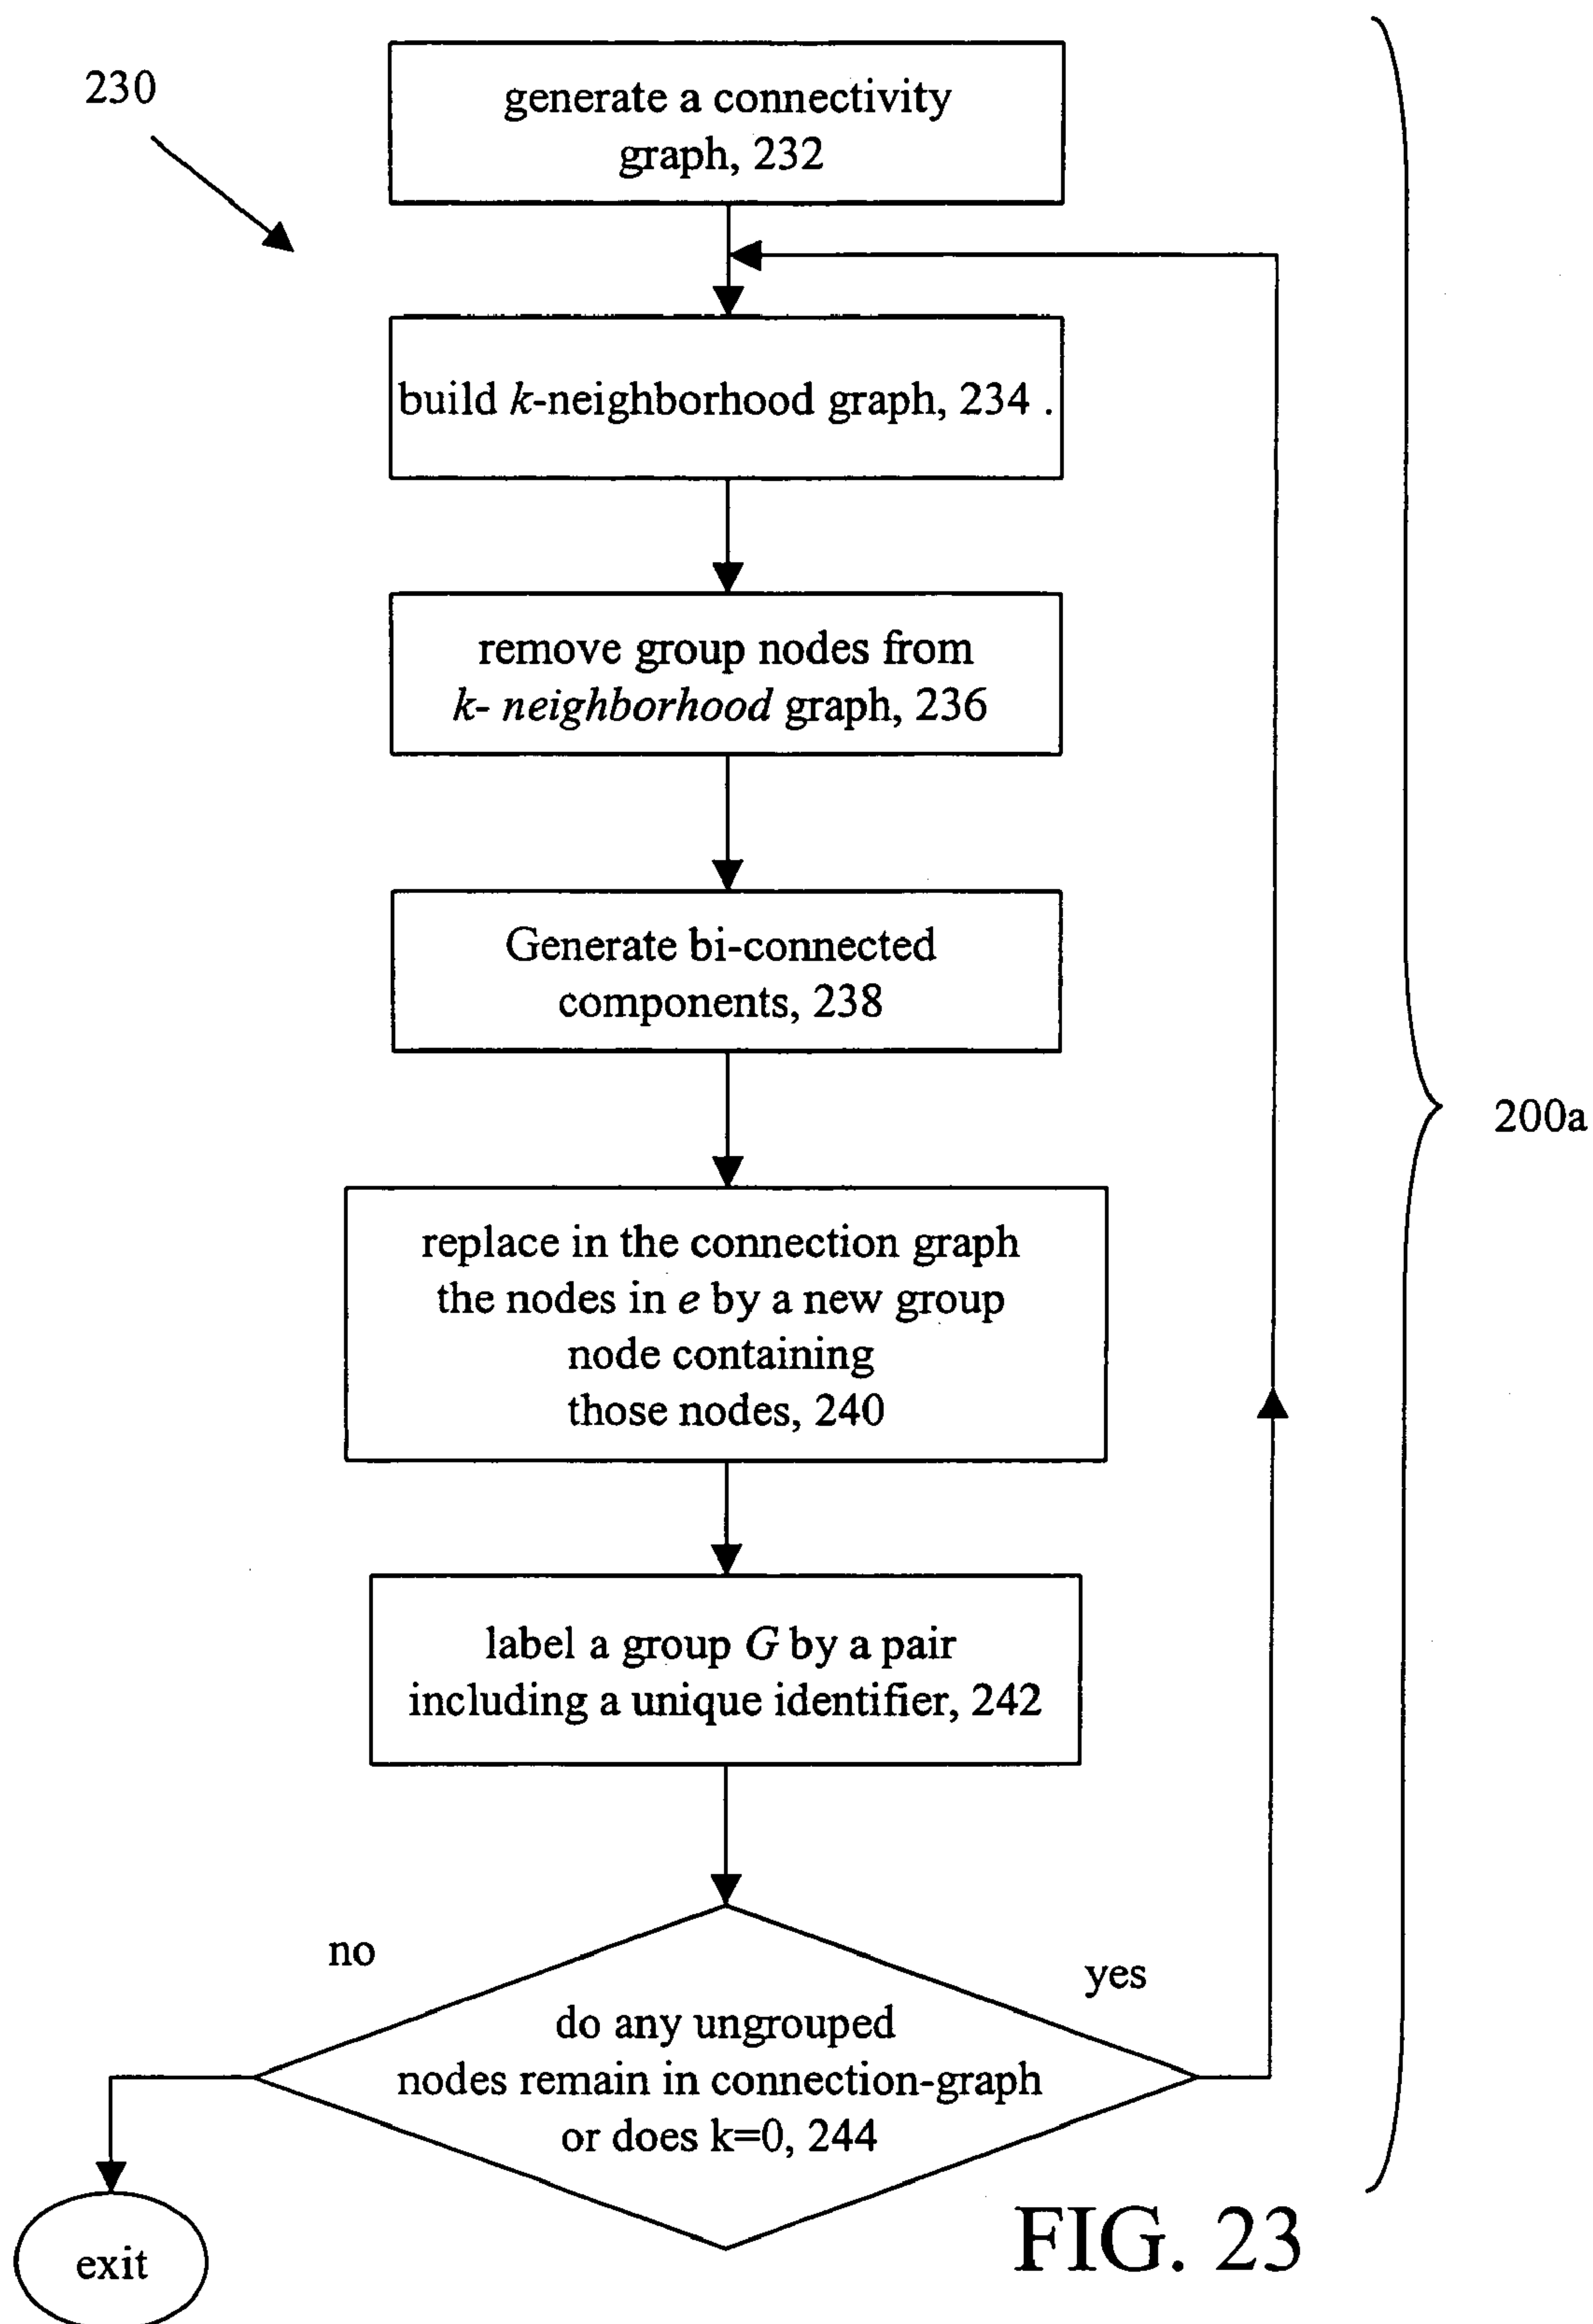 230
generate a connectivity
graph, 232
build k-neighborhood graph, 234 .
remove group nodes from
k- neighborhood graph, 236
Generate bi-connected
components, 238
200a
replace in the connection graph
the nodes in e by a new group
node containing
those nodes, 240
label a group G by a pair
including a unique identifier, 242
no
yes
do any ungrouped
nodes remain in connection-graph
or does k=0, 244
exit
FIG. 23